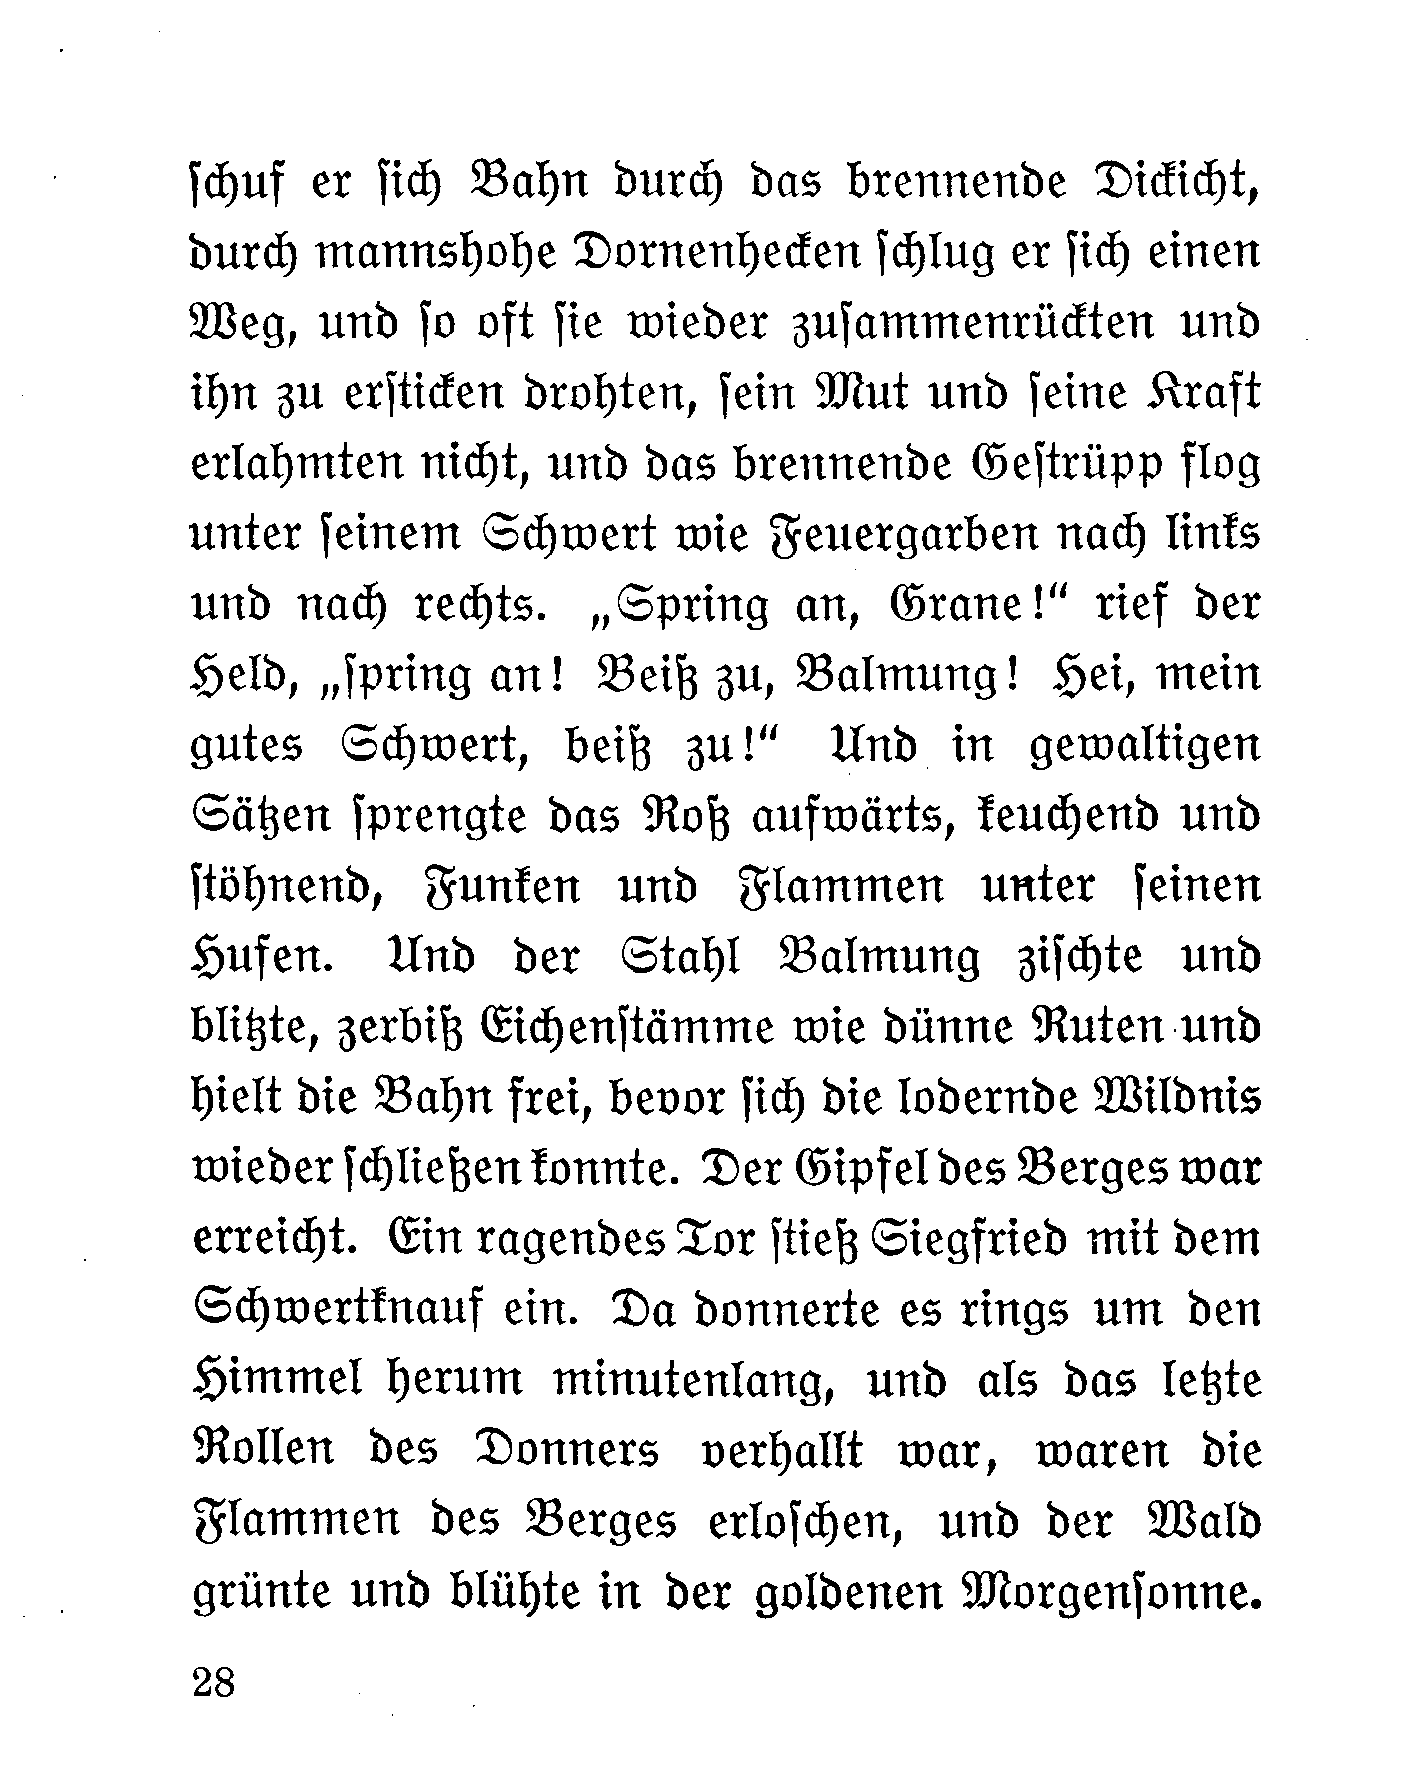 ſchuf er ſich Bahn durch das brennende Dickicht,
durch mannshohe Dornenhecken ſchlug er ſich einen
Weg, und ſo oft ſie wieder zuſammenrückten und
ihn zu erſticken drohten, ſein Mut und ſeine Kraft
erlahmten nicht, und das brennende Geſtrüpp flog
unter ſeinem Schwert wie Feuergarben nach links
und nach rechts. „Spring an, Grane!“ rief der
Held, „ſpring an! Beiß zu, Balmung! Hei, mein
gutes Schwert, beiß zu!“ Und in gewaltigen
Sätzen ſprengte das Roß aufwärts, keuchend und
ſtöhnend, Funken und Flammen unter ſeinen
Hufen. Und der Stahl Balmung ziſchte und
blitzte, zerbiß Eichenſtämme wie dünne Ruten und
hielt die Bahn frei, bevor ſich die lodernde Wildnis
wieder ſchließen konnte. Der Gipfel des Berges war
erreicht. Ein ragendes Tor ſtieß Siegfried mit dem
Schwertknauf ein. Da donnerte es rings um den
Himmel herum minutenlang, und als das letzte
Rollen des Donners verhallt war, waren die
Flammen des Berges erloſchen, und der Wald
grünte und blühte in der goldenen Morgenſonne.
28